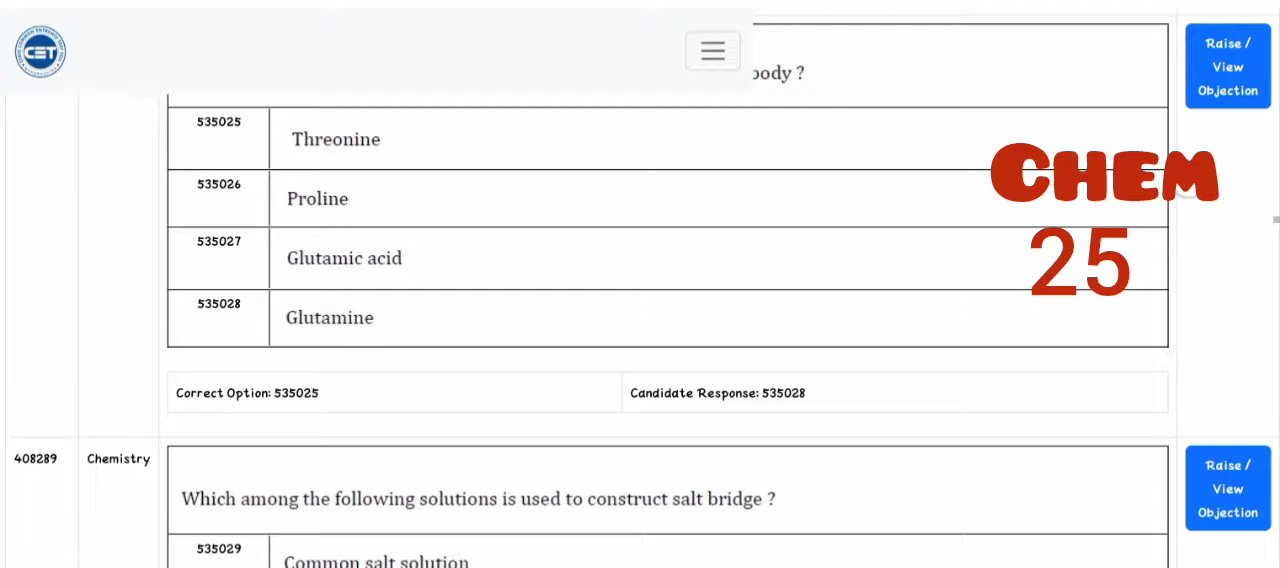 CET
body ?
Raise /
View
Objection
535025
Threonine
535026
Proline
535027
Glutamic acid
535028
Glutamine
CHEM
25
Correct Option: 535025
Candidate Response: 535028
408289
Chemistry
Which among the following solutions is used to construct salt bridge ?
Raise /
View
Objection
535029
Common salt solution